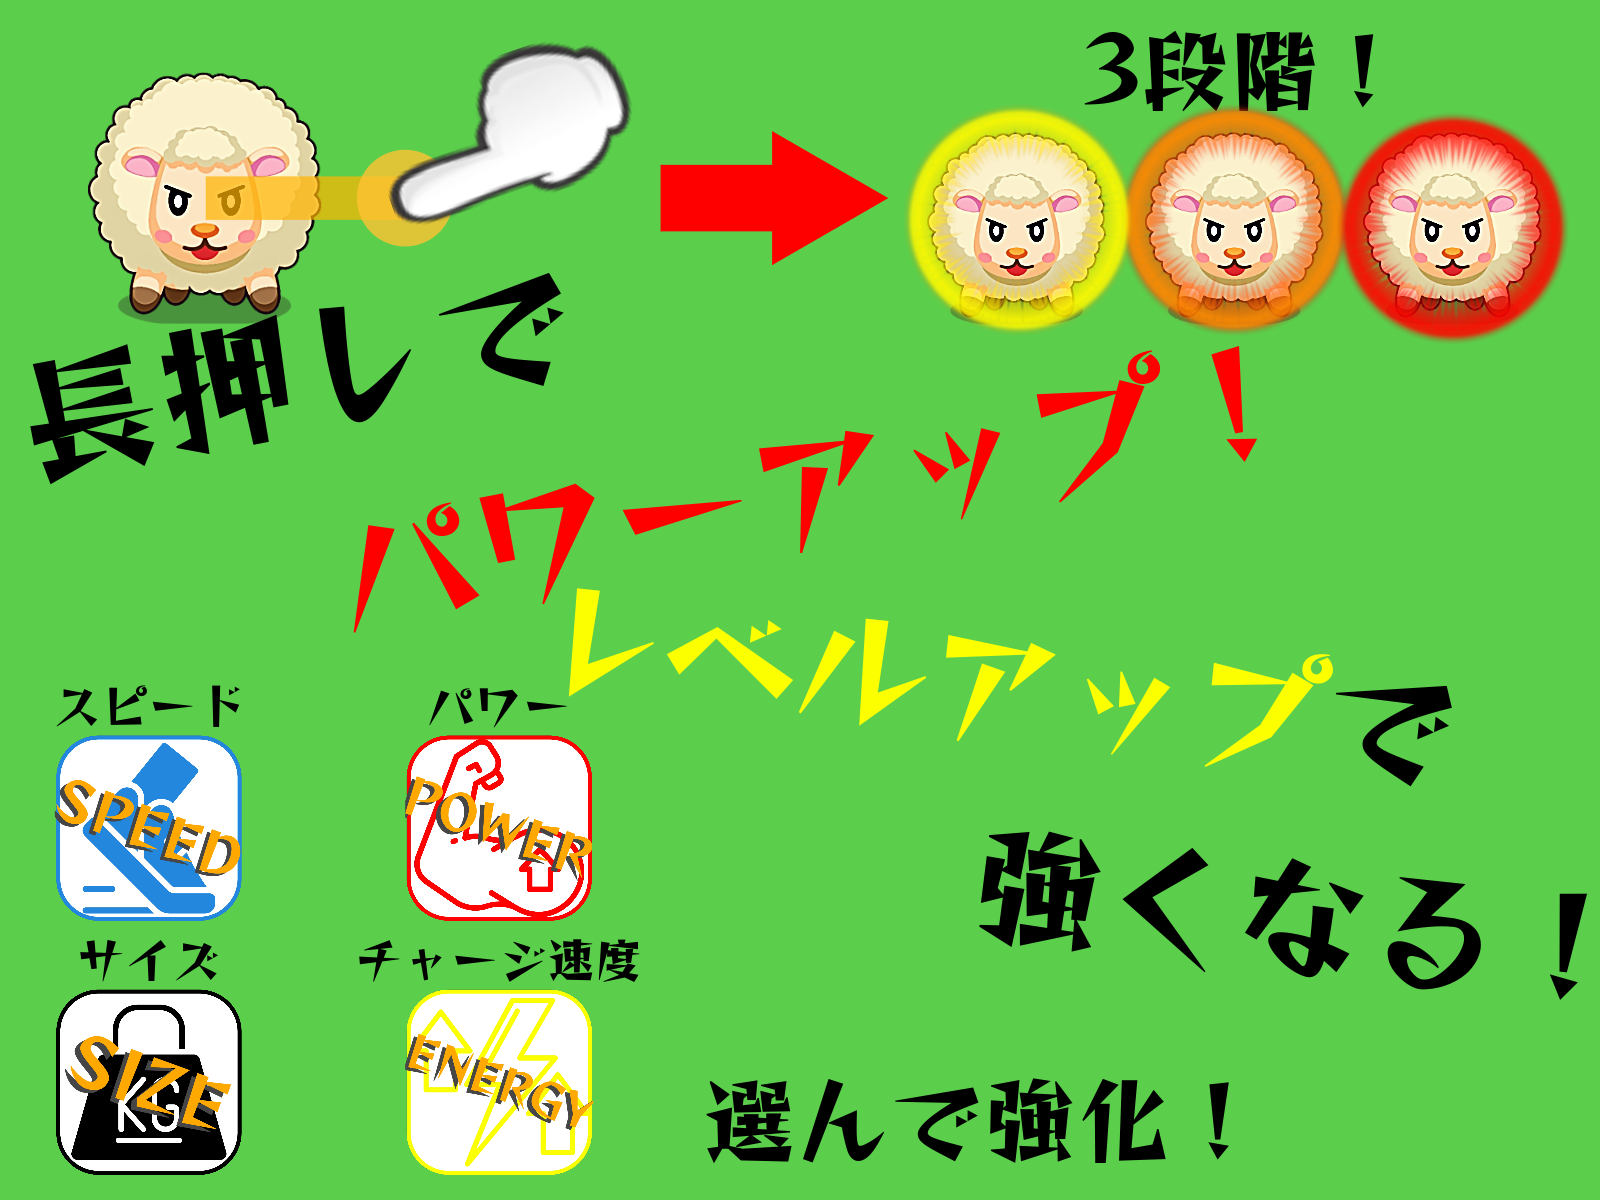 3段階！
長押しで
パワーアップ！
レベルアップで
強くなる！
スピード
SPEED
パワー
POWER
サイズ
SIZE
KG
チャージ速度
ENERGY
選んで強化！